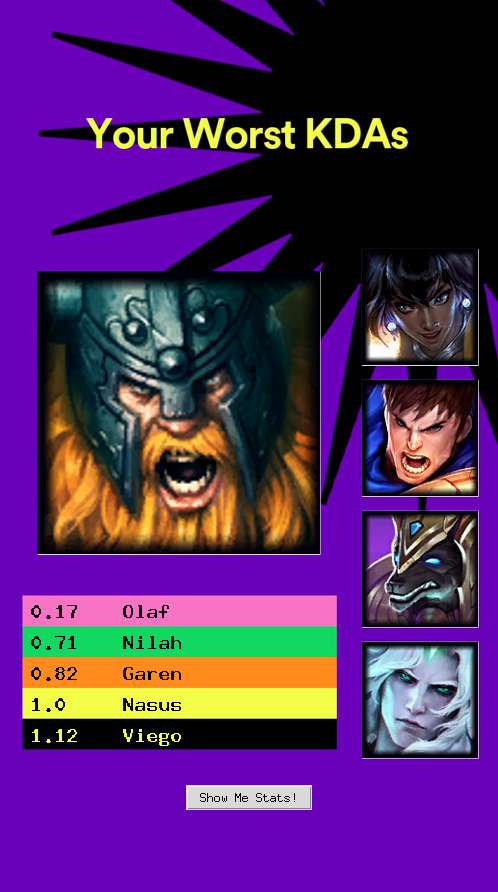 Your Worst KDAs
0.17 Olaf
0.71 Nilah
0.82 Garen
1.0 Nasus
1.12 Viego
Show Me Stats!